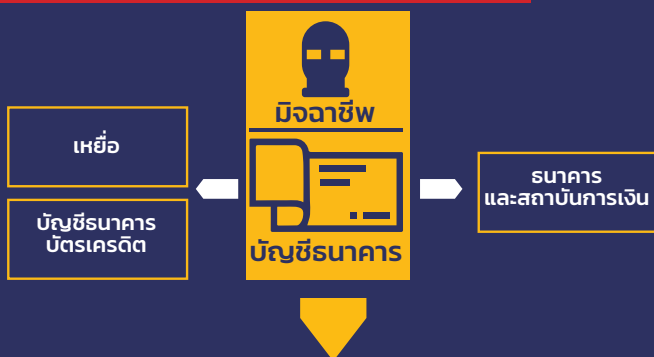 มิจฉาชีพ
บัญชีธนาคาร
เหยื่อ
บัญชีธนาคาร
บัตรเครดิต
ธนาคาร
และสถาบันการเงิน